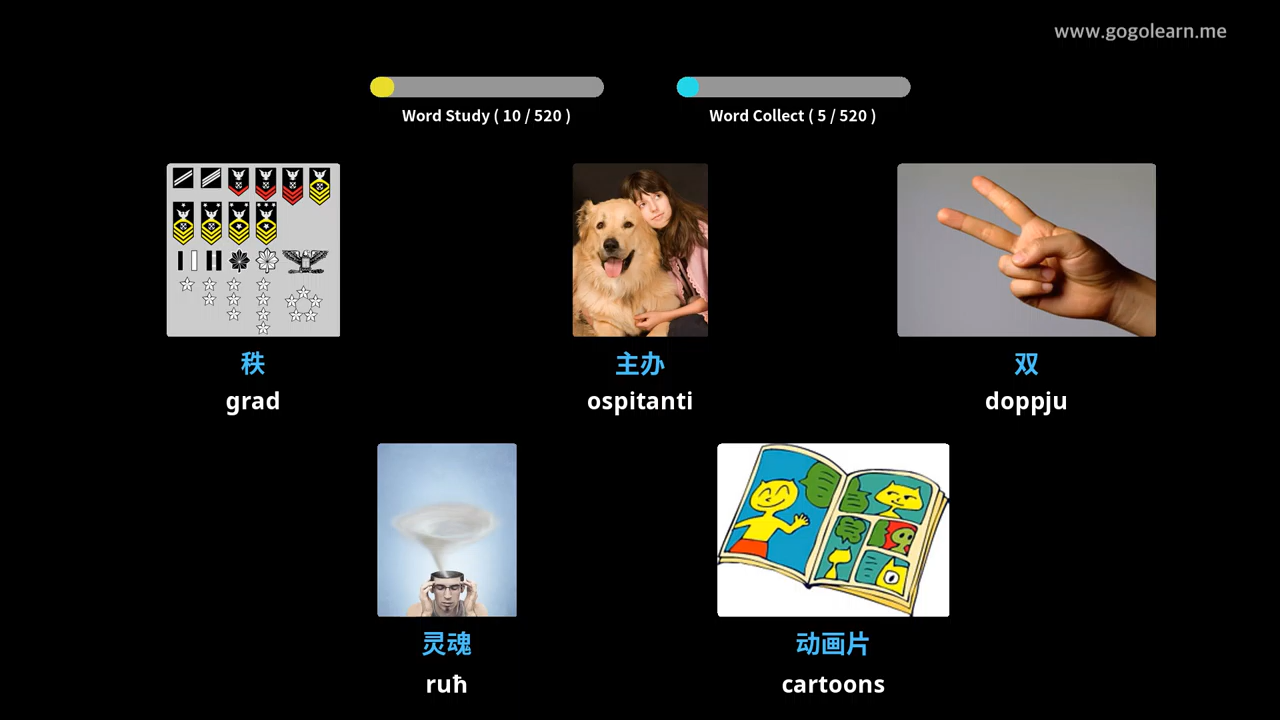 www.gogolearn.me
Word Study ( 10 / 520 )
Word Collect ( 5 / 520 )
秩
主办
双
grad
ospitanti
doppju
灵魂
动画片
ruħ
cartoons